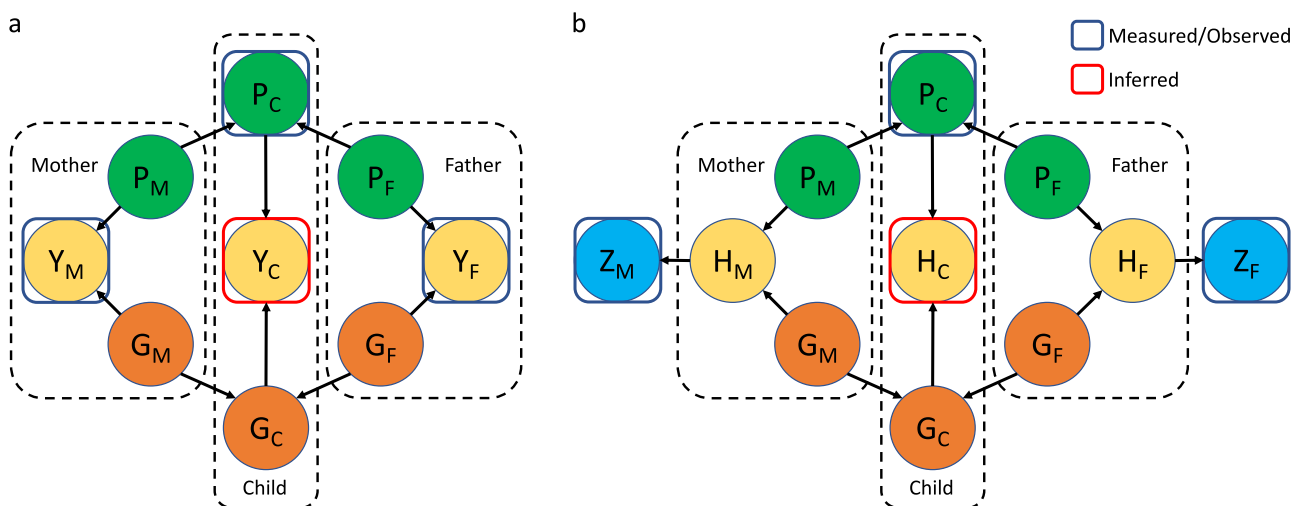 a
b
Measured/Observed
Inferred
P_C
P_C
Mother
P_M
P_F
Father
Mother
P_M
P_F
Father
Y_M
Y_C
Y_F
Z_M
H_M
H_C
H_F
Z_F
G_M
G_F
G_M
G_F
G_C
G_C
Child
Child